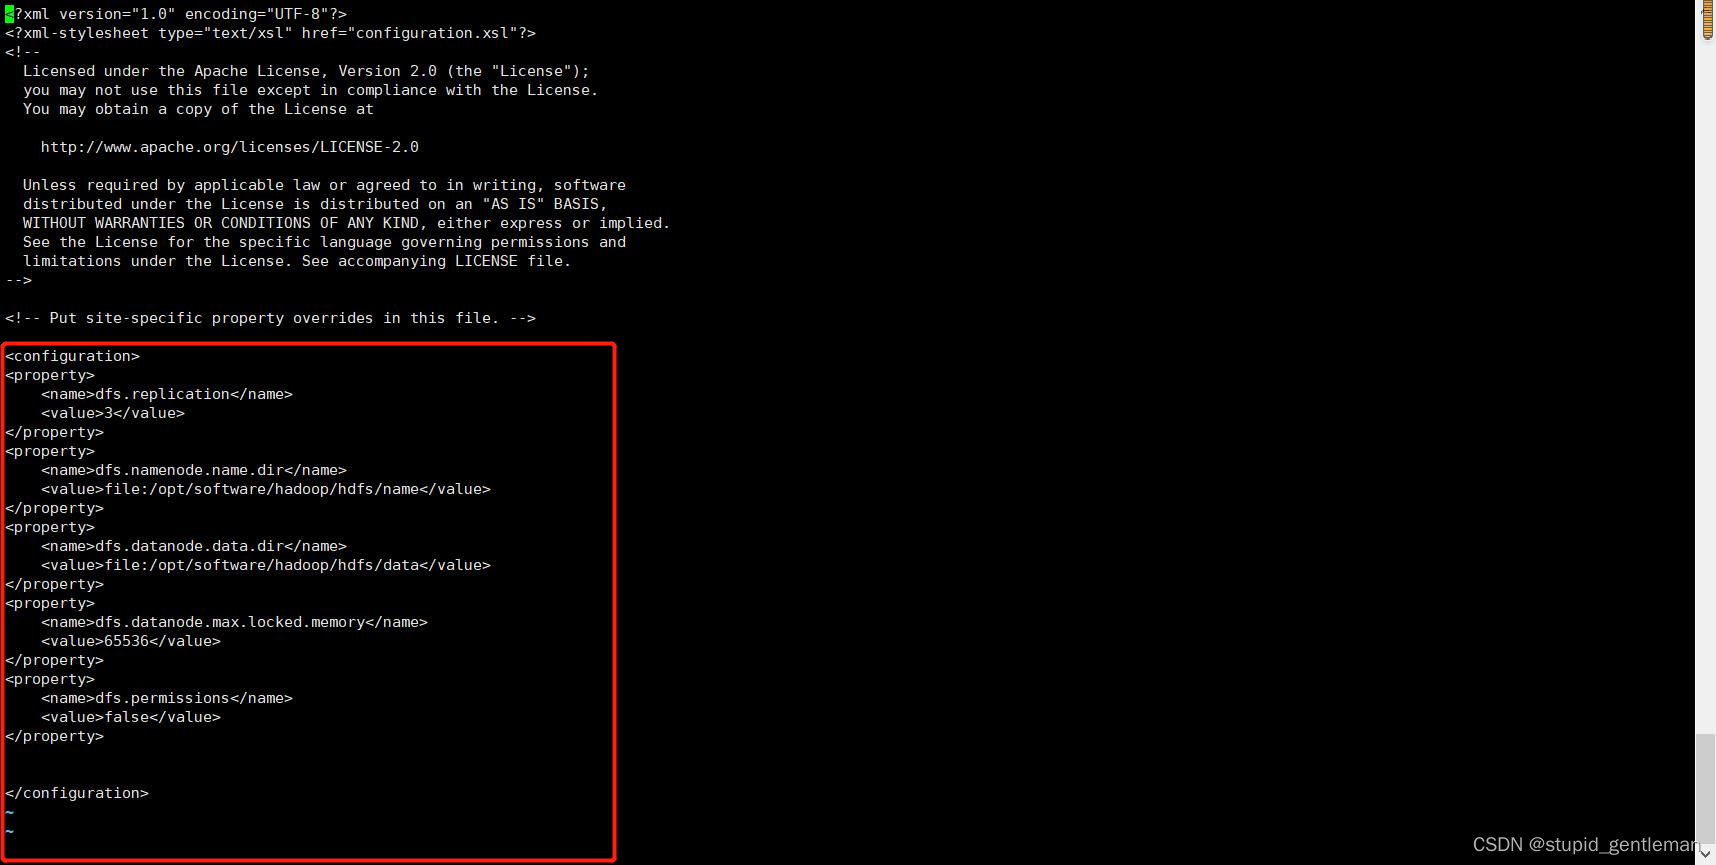 <?xml version="1.0" encoding="UTF-8"?>
<?xml-stylesheet type="text/xsl" href="configuration.xsl"?>
<!--
  Licensed under the Apache License, Version 2.0 (the "License");
  you may not use this file except in compliance with the License.
  You may obtain a copy of the License at

    http://www.apache.org/licenses/LICENSE-2.0

  Unless required by applicable law or agreed to in writing, software
  distributed under the License is distributed on an "AS IS" BASIS,
  WITHOUT WARRANTIES OR CONDITIONS OF ANY KIND, either express or implied.
  See the License for the specific language governing permissions and
  limitations under the License. See accompanying LICENSE file.
-->

<!-- Put site-specific property overrides in this file. -->

<configuration>
<property>
    <name>dfs.replication</name>
    <value>3</value>
</property>
<property>
    <name>dfs.namenode.name.dir</name>
    <value>file:/opt/software/hadoop/hdfs/name</value>
</property>
<property>
    <name>dfs.datanode.data.dir</name>
    <value>file:/opt/software/hadoop/hdfs/data</value>
</property>
<property>
    <name>dfs.datanode.max.locked.memory</name>
    <value>65536</value>
</property>
<property>
    <name>dfs.permissions</name>
    <value>false</value>
</property>


</configuration>
~
~
CSDN @stupid_gentleman